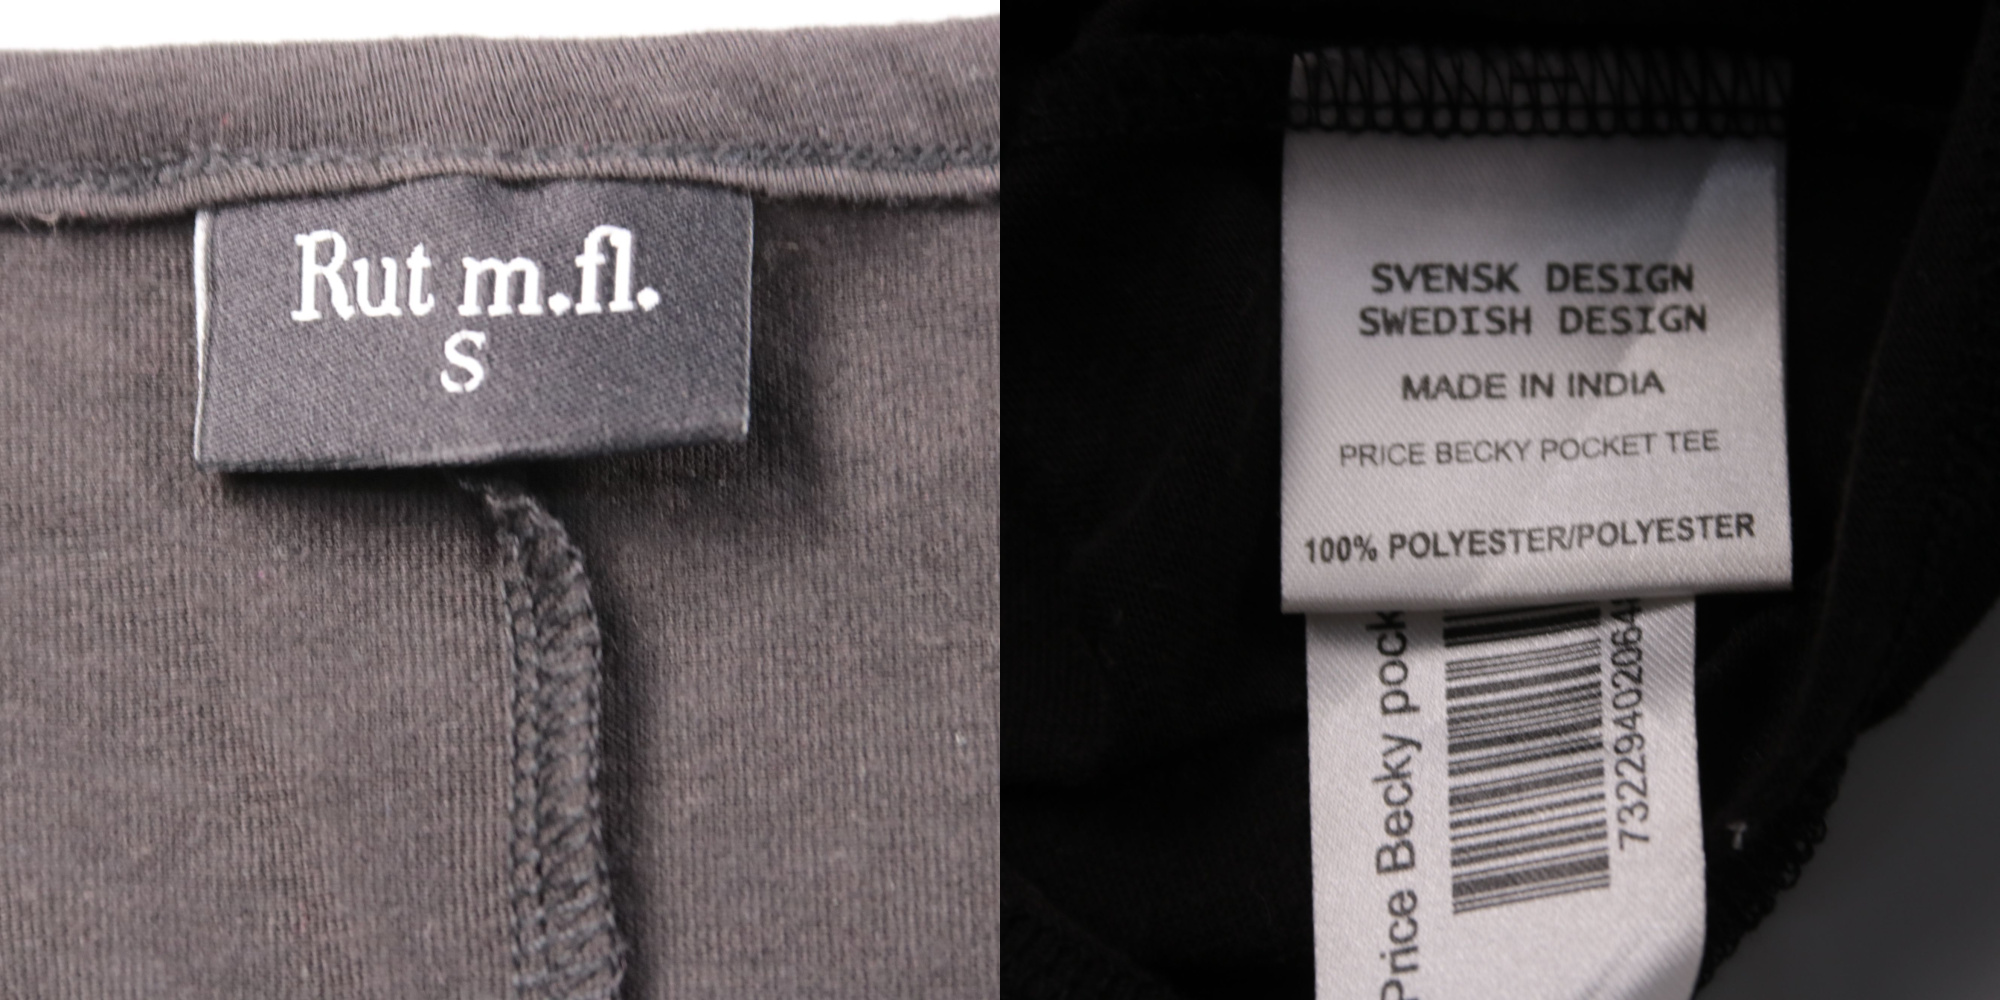 Rut m.fl.
S
SVENSK DESIGN
SWEDISH DESIGN
MADE IN INDIA
PRICE BECKY POCKET TEE
100% POLYESTER/POLYESTER
Price Becky pock
7322940206